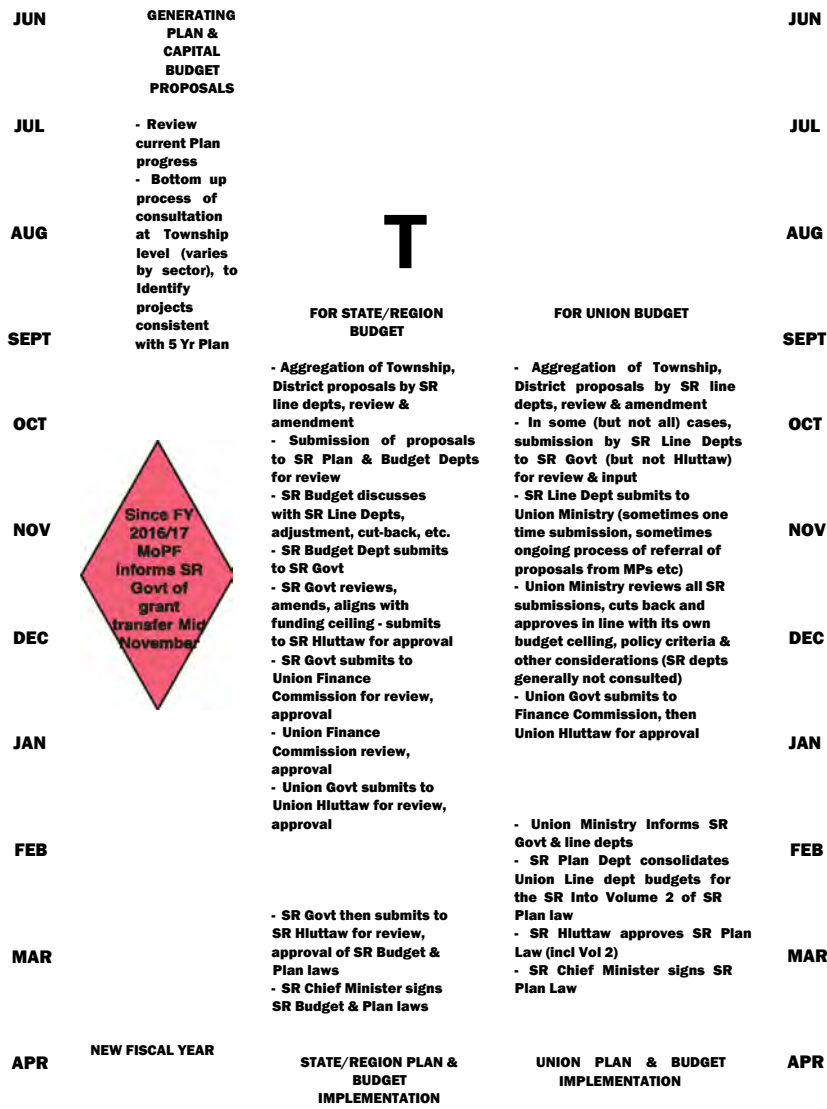 JUN
JUL
AUG
SEPT
OCT
NOV
DEC
JAN
FEB
MAR
APR
GENERATING
PLAN &
CAPITAL
BUDGET
PROPOSALS
- Review
current Plan
progress
- Bottom up
process of
consultation
at Township
level (varies
by sector), to
Identify
projects
consistent
with 5 Yr Plan
Since FY
2016/17
MoPF
informs SR
Govt of
grant
transfer Mid
November
NEW FISCAL YEAR
T
FOR STATE/REGION
BUDGET
- Aggregation of Township,
District proposals by SR
line depts, review &
amendment
- Submission of proposals
to SR Plan & Budget Depts
for review
- SR Budget discusses
with SR Line Depts,
adjustment, cut-back, etc.
- SR Budget Dept submits
to SR Govt
- SR Govt reviews,
amends, aligns with
funding ceiling - submits
to SR Hluttaw for approval
- SR Govt submits to
Union Finance
Commission for review,
approval
- Union Finance
Commission review,
approval
- Union Govt submits to
Union Hluttaw for review,
approval
- SR Govt then submits to
SR Hluttaw for review,
approval of SR Budget &
Plan laws
- SR Chief Minister signs
SR Budget & Plan laws
STATE/REGION PLAN &
BUDGET
IMPLEMENTATION
FOR UNION BUDGET
- Aggregation of Township,
District proposals by SR line
depts, review & amendment
- In some (but not all) cases,
submission by SR Line Depts
to SR Govt (but not Hluttaw)
for review & input
- SR Line Dept submits to
Union Ministry (sometimes one
time submission, sometimes
ongoing process of referral of
proposals from MPs etc)
- Union Ministry reviews all SR
submissions, cuts back and
approves in line with its own
budget celling, policy criteria &
other considerations (SR depts
generally not consulted)
- Union Govt submits to
Finance Commission, then
Union Hluttaw for approval
- Union Ministry Informs SR
Govt & line depts
- SR Plan Dept consolidates
Union Line dept budgets for
the SR Into Volume 2 of SR
Plan law
- SR Hluttaw approves SR Plan
Law (incl Vol 2)
- SR Chief Minister signs SR
Plan Law
UNION PLAN & BUDGET
IMPLEMENTATION
JUN
JUL
AUG
SEPT
OCT
NOV
DEC
JAN
FEB
MAR
APR